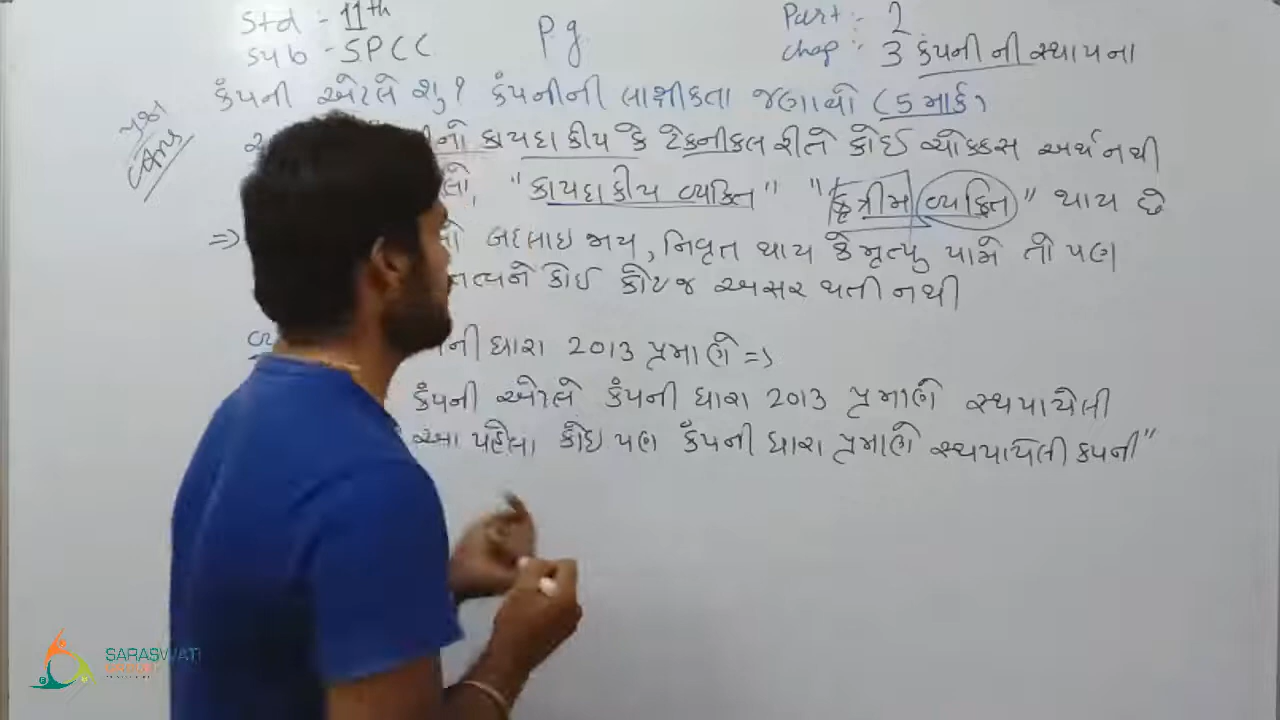 Std :- 11th
Sub - SPCC
Pg
Part :- 2
Chap :- 3 કંપની ની સ્થાપના
કંપની એટલે શુ? કંપનીની લાક્ષીકતા જણાવો (5 માર્ક)
Ans
કાયદાકીય કે ટેકનીકલ રીતે કોઈ ચોક્કસ અર્થ નથી
"કાયદાકીય વ્યકિત" "કૃત્રીમ વ્યકિત" થાય છે
⇒ બદલાઇ જાય, નિવૃત થાય કે મૃત્યુ પામે તો પણ
કોઈ અસર થતી નથી
ધારા 2013 પ્રમાણે ⇒
કંપની એટલે કંપની ધારા 2013 પ્રમાણે સ્થપાયેલી
આ પહેલા કોઇ પણ કંપની ધારા પ્રમાણે સ્થપાયેલી કંપની"
SARASWATI